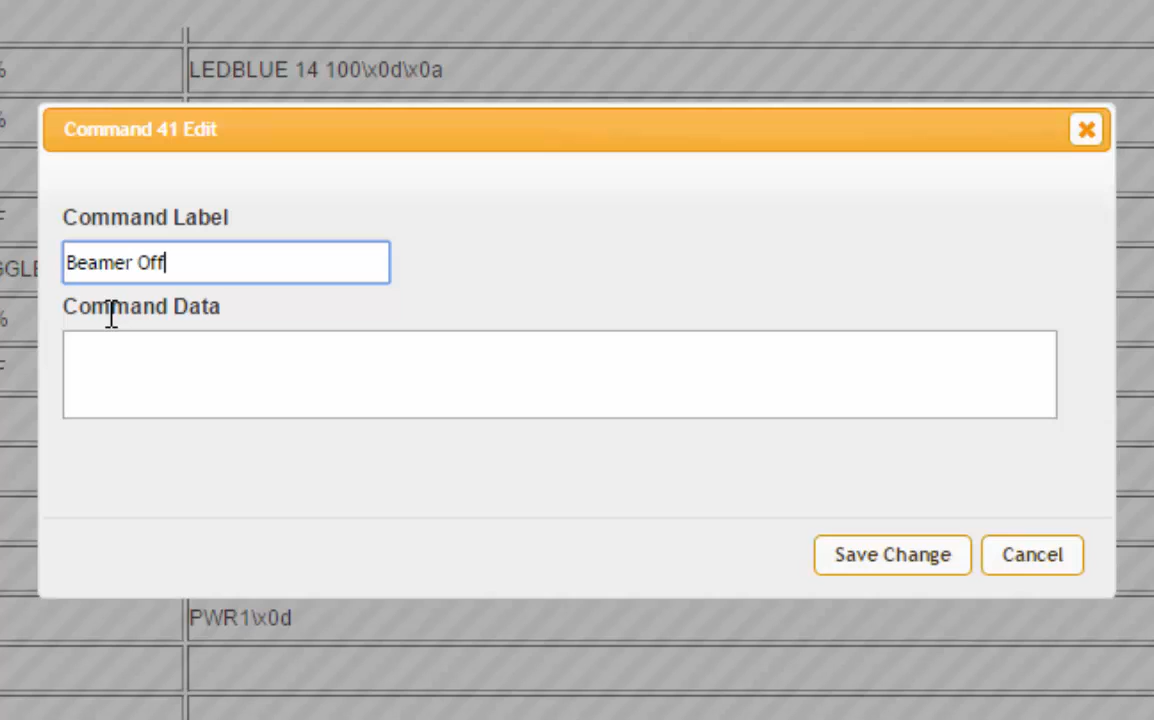 %
LEDBLUE 14 100\x0d\x0a
%
Command 41 Edit
Command Label
F
Beamer Off
GGLE
Command Data
%
F
Save Change
Cancel
PWR1\x0d